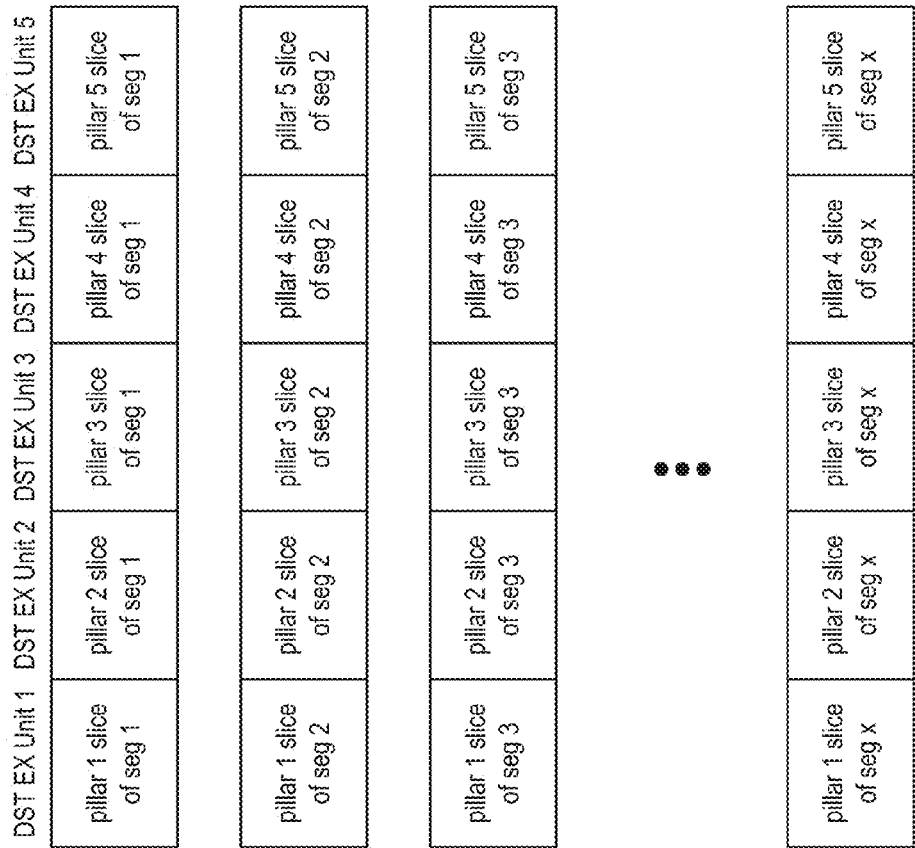 DST EX Unit 1 DST EX Unit 2 DST EX Unit 3 DST EX Unit 4 DST EX Unit 5
pillar 1 slice
of seg 1
pillar 2 slice
of seg 1
pillar 3 slice
of seg 1
pillar 4 slice
of seg 1
pillar 5 slice
of seg 1
pillar 1 slice
of seg 2
pillar 2 slice
of seg 2
pillar 3 slice
of seg 2
pillar 4 slice
of seg 2
pillar 5 slice
of seg 2
pillar 1 slice
of seg 3
pillar 2 slice
of seg 3
pillar 3 slice
of seg 3
pillar 4 slice
of seg 3
pillar 5 slice
of seg 3
pillar 1 slice
of seg x
pillar 2 slice
of seg x
pillar 3 slice
of seg x
pillar 4 slice
of seg x
pillar 5 slice
of seg x